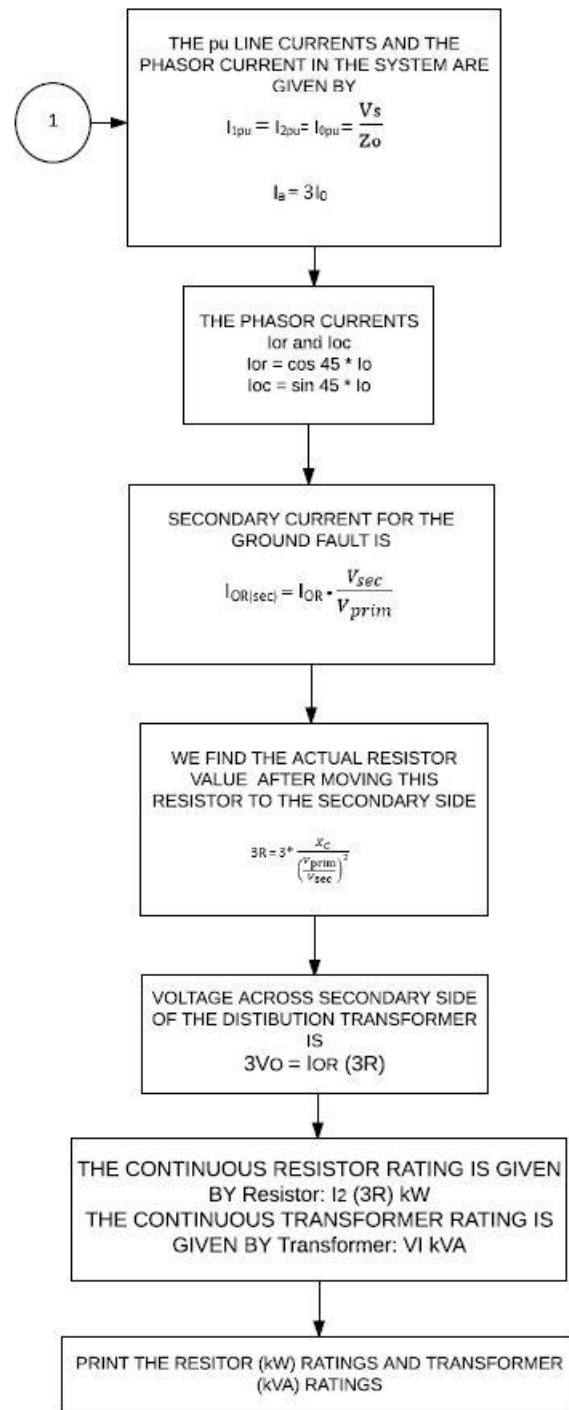 1
THE pu LINE CURRENTS AND THE
PHASOR CURRENT IN THE SYSTEM ARE
GIVEN BY
I1pu = I2pu= I0pu= Vs/Zo
Ia = 3I0
THE PHASOR CURRENTS
Ior and Ioc
Ior = cos 45 * Io
Ioc = sin 45 * Io
SECONDARY CURRENT FOR THE
GROUND FAULT IS
IOR(sec) = IOR * Vsec/Vprim
WE FIND THE ACTUAL RESISTOR
VALUE AFTER MOVING THIS
RESISTOR TO THE SECONDARY SIDE
3R = 3* XC/(Vprim/Vsec)^2
VOLTAGE ACROSS SECONDARY SIDE
OF THE DISTIBUTION TRANSFORMER
IS
3VO = IOR (3R)
THE CONTINUOUS RESISTOR RATING IS GIVEN
BY Resistor: I2 (3R) kW
THE CONTINUOUS TRANSFORMER RATING IS
GIVEN BY Transformer: VI kVA
PRINT THE RESITOR (kW) RATINGS AND TRANSFORMER
(kVA) RATINGS